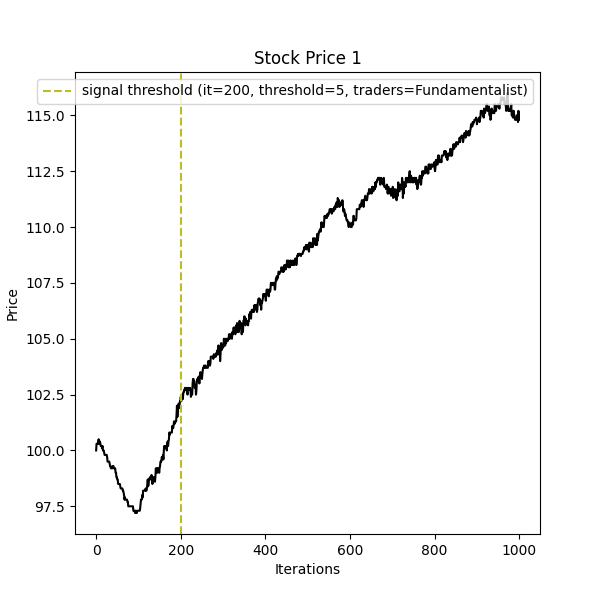 Stock Price 1
signal threshold (it=200, threshold=5, traders=Fundamentalist)
115.0
112.5
110.0
107.5
105.0
102.5
100.0
97.5
Price
0 200 400 600 800 1000
Iterations